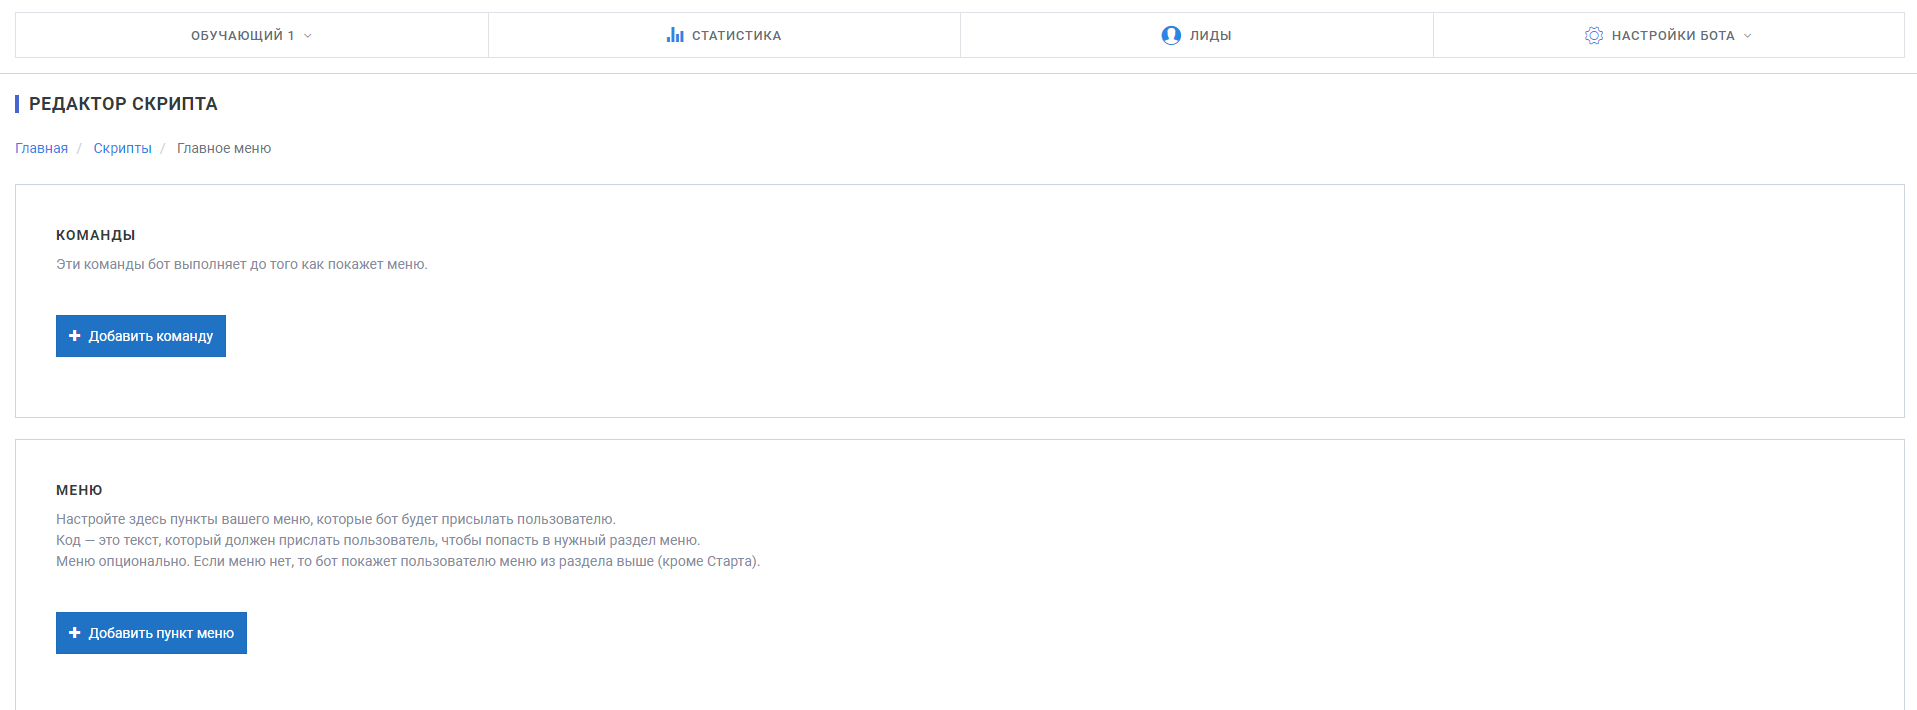 ОБУЧАЮЩИЙ 1
СТАТИСТИКА
ЛИДЫ
НАСТРОЙКИ БОТА
РЕДАКТОР СКРИПТА
Главная / Скрипты / Главное меню
КОМАНДЫ
Эти команды бот выполняет до того как покажет меню.
Добавить команду
МЕНЮ
Настройте здесь пункты вашего меню, которые бот будет присылать пользователю.
Код — это текст, который должен прислать пользователь, чтобы попасть в нужный раздел меню.
Меню опционально. Если меню нет, то бот покажет пользователю меню из раздела выше (кроме Старта).
Добавить пункт меню